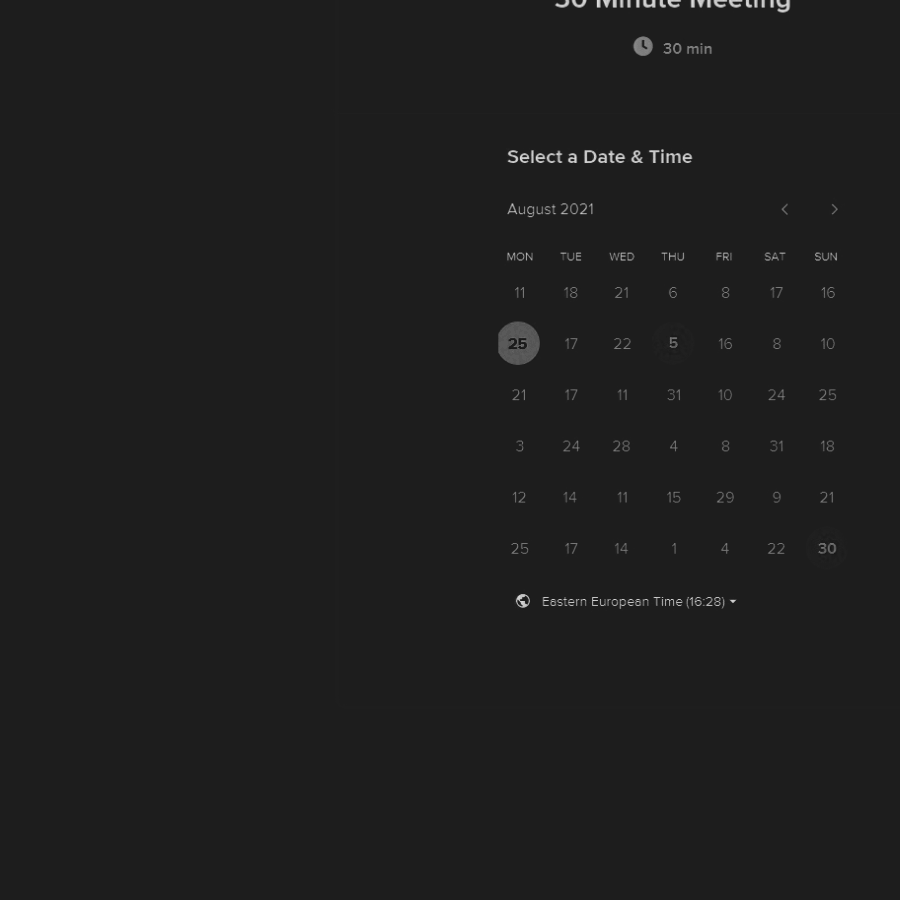 30 Minute Meeting
30 min
Select a Date & Time
August 2021
MON TUE WED THU FRI SAT SUN
11 18 21 6 8 17 16
25 17 22 5 16 8 10
21 17 11 31 10 24 25
3 24 28 4 8 31 18
12 14 11 15 29 9 21
25 17 14 1 4 22 30
Eastern European Time (16:28)